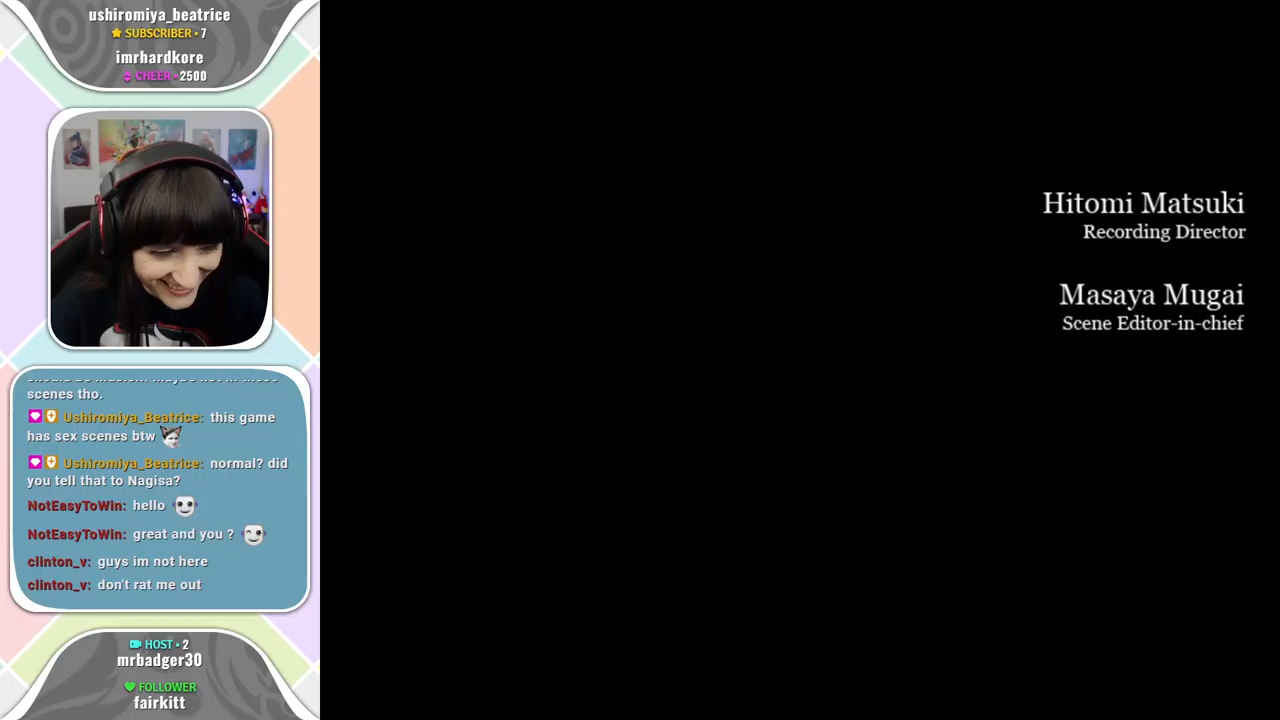 ushiromiya_beatrice
SUBSCRIBER • 7
imrhardkore
CHEER • 2500
scenes tho.
Ushiromiya_Beatrice: this game
has sex scenes btw
Ushiromiya_Beatrice: normal? did
you tell that to Nagisa?
NotEasyToWin: hello
NotEasyToWin: great and you ?
clinton_v: guys im not here
clinton_v: don't rat me out
HOST • 2
mrbadger30
FOLLOWER
fairkitt
Hitomi Matsuki
Recording Director
Masaya Mugai
Scene Editor-in-chief